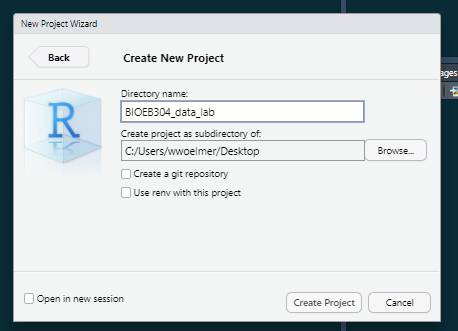 New Project Wizard
Back
Create New Project
Directory name:
BIOEB304_data_lab
Create project as subdirectory of:
C:/Users/wwoelmer/Desktop
Browse...
Create a git repository
Use renv with this project
Open in new session
Create Project
Cancel
ages
R